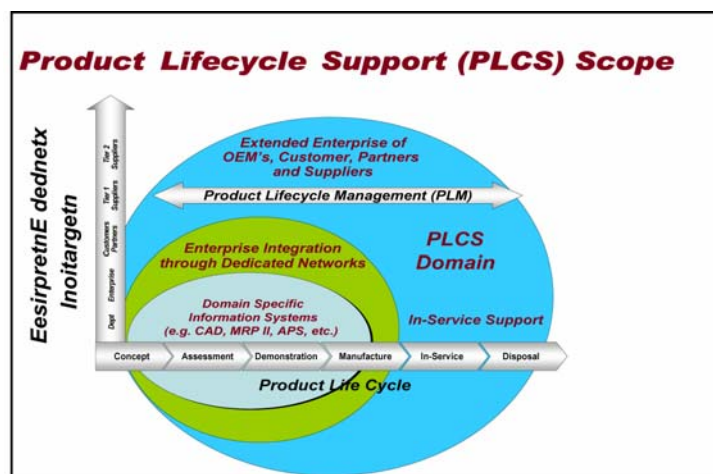 Product Lifecycle Support (PLCS) Scope
EesirpretnE dednetx
Inoitargetn
Tier 2
Suppliers
Tier 1
Suppliers
Customers
Partners
Enterprise
Dept
Extended Enterprise of
OEM's, Customer, Partners
and Suppliers
Product Lifecycle Management (PLM)
Enterprise Integration
through Dedicated Networks
PLCS
Domain
Domain Specific
Information Systems
(e.g. CAD, MRP II, APS, etc.)
In-Service Support
Concept
Assessment
Demonstration
Manufacture
In-Service
Disposal
Product Life Cycle